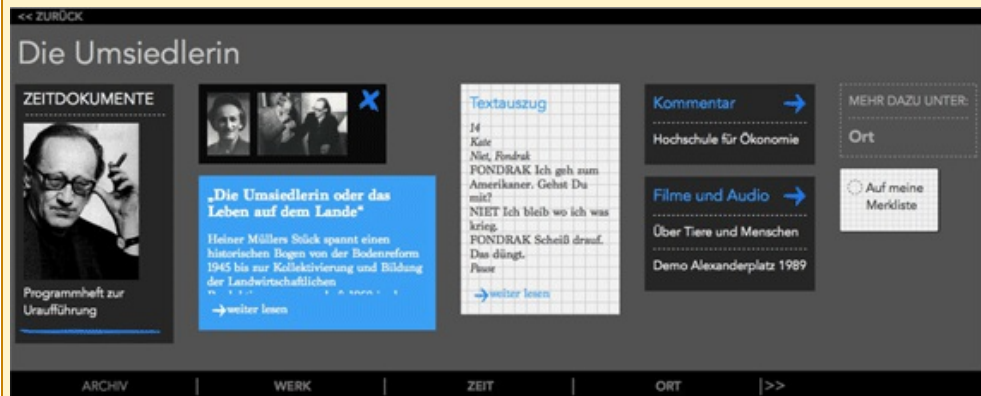 << ZURÜCK
Die Umsiedlerin
ZEITDOKUMENTE
Programmheft zur
Uraufführung
„Die Umsiedlerin oder das
Leben auf dem Lande“
Heiner Müllers Stück spannt einen
historischen Bogen von der Bodenreform
1945 bis zur Kollektivierung und Bildung
der Landwirtschaftlichen
weiter lesen
Textauszug
14
Kate
Niet, Fondrak
FONDRAK Ich geh zum
Amerikaner. Gehst Du
mit?
NIET Ich bleib wo ich was
krieg.
FONDRAK Scheiß drauf.
Das düngt.
Pause
weiter lesen
Kommentar
Hochschule für Ökonomie
Filme und Audio
Über Tiere und Menschen
Demo Alexanderplatz 1989
MEHR DAZU UNTER:
Ort
Auf meine
Merkliste
ARCHIV | WERK | ZEIT | ORT | >>